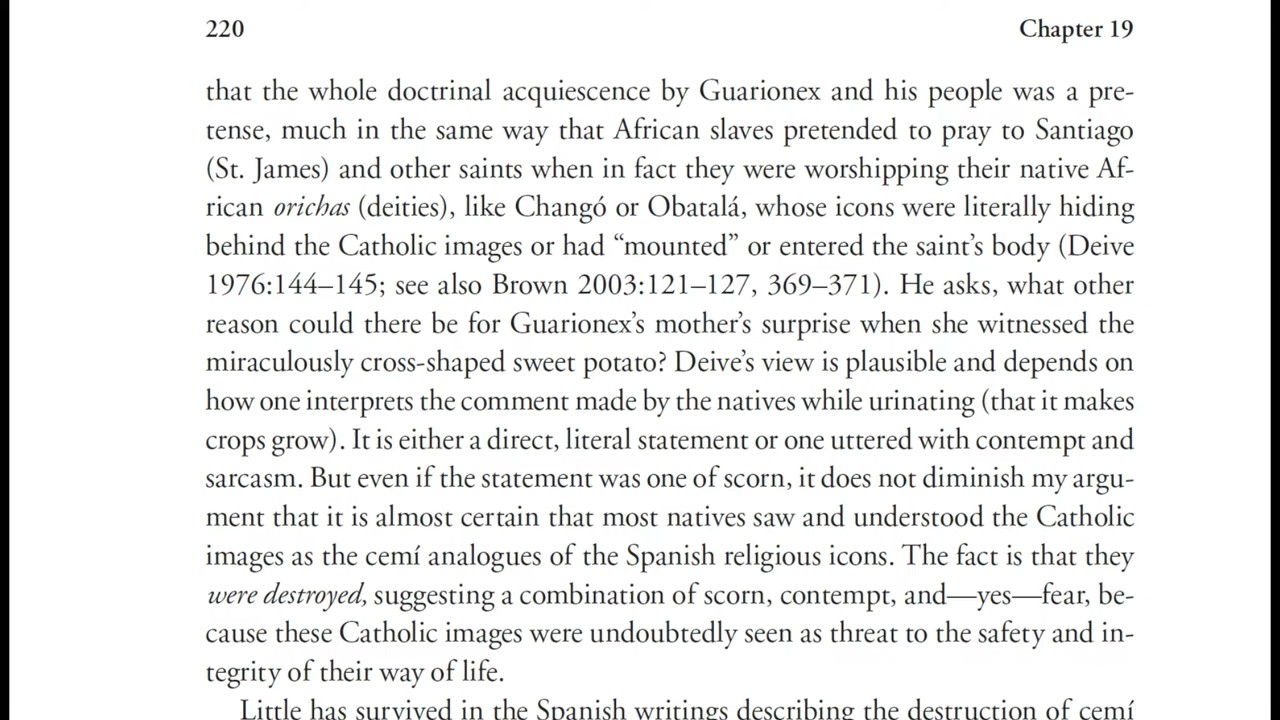 220 Chapter 19
that the whole doctrinal acquiescence by Guarionex and his people was a pre-
tense, much in the same way that African slaves pretended to pray to Santiago
(St. James) and other saints when in fact they were worshipping their native Af-
rican orichas (deities), like Changó or Obatalá, whose icons were literally hiding
behind the Catholic images or had “mounted” or entered the saint’s body (Deive
1976:144–145; see also Brown 2003:121–127, 369–371). He asks, what other
reason could there be for Guarionex’s mother’s surprise when she witnessed the
miraculously cross-shaped sweet potato? Deive’s view is plausible and depends on
how one interprets the comment made by the natives while urinating (that it makes
crops grow). It is either a direct, literal statement or one uttered with contempt and
sarcasm. But even if the statement was one of scorn, it does not diminish my argu-
ment that it is almost certain that most natives saw and understood the Catholic
images as the cemí analogues of the Spanish religious icons. The fact is that they
were destroyed, suggesting a combination of scorn, contempt, and—yes—fear, be-
cause these Catholic images were undoubtedly seen as threat to the safety and in-
tegrity of their way of life.
Little has survived in the Spanish writings describing the destruction of cemí